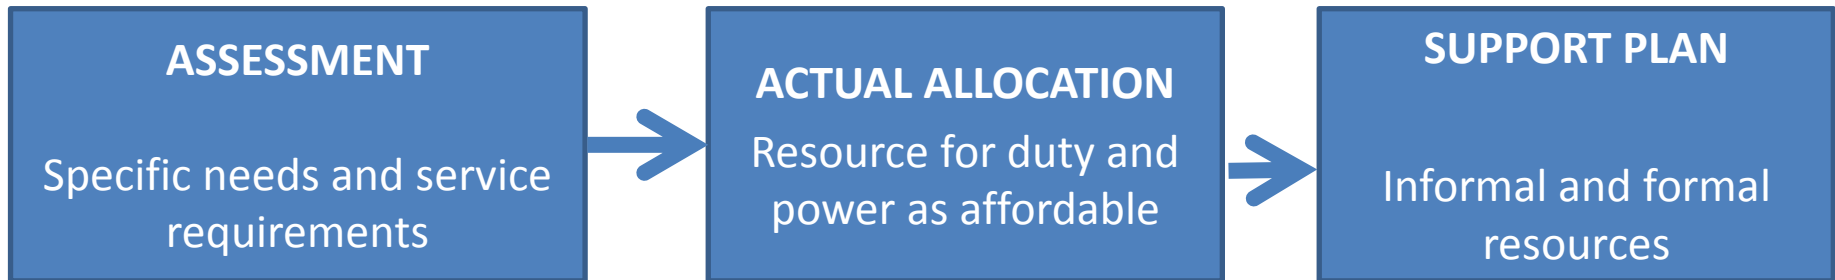 ASSESSMENT
Specific needs and service
requirements
ACTUAL ALLOCATION
Resource for duty and
power as affordable
SUPPORT PLAN
Informal and formal
resources